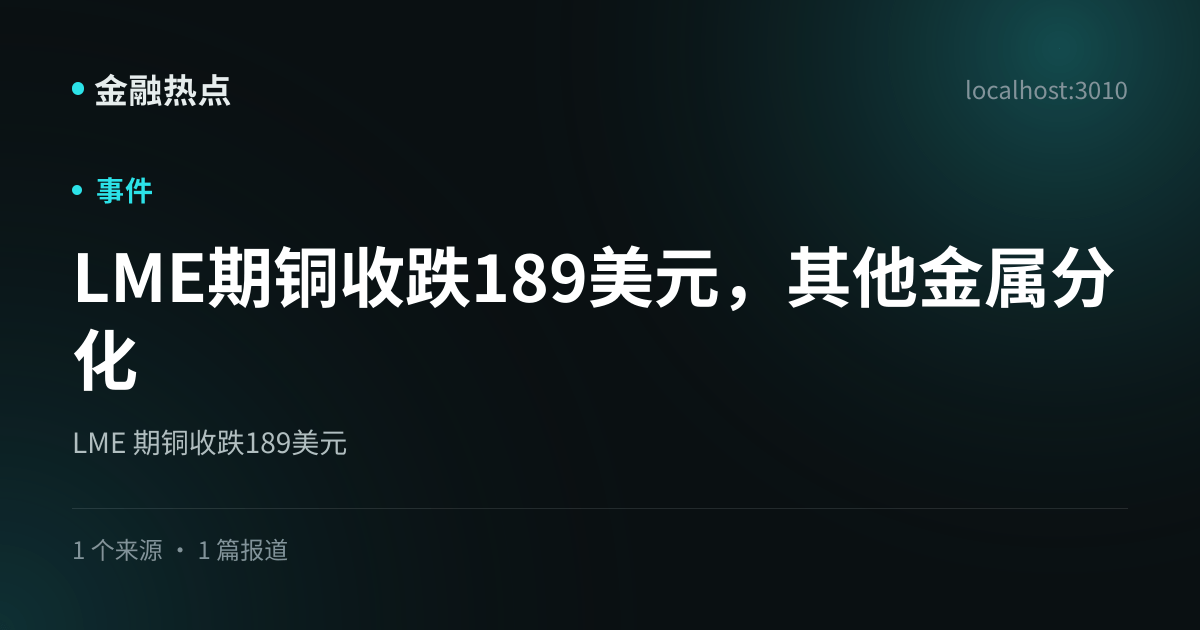 金融热点
localhost:3010
事件
LME期铜收跌189美元，其他金属分
化
LME 期铜收跌189美元
1 个来源 · 1 篇报道